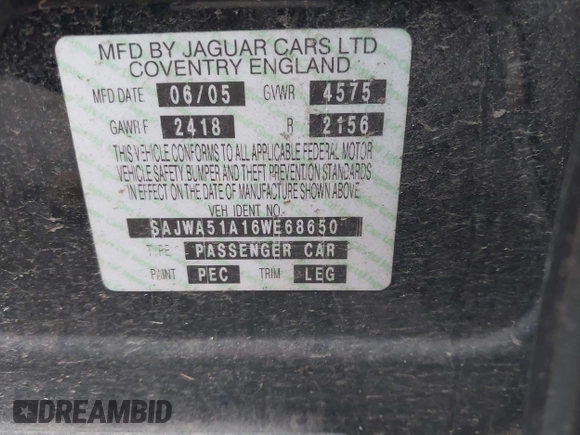 MFD BY JAGUAR CARS LTD
COVENTRY ENGLAND
MFD DATE 06/05 GVWR 4575
GAWR F 2418 R 2156
THIS VEHICLE CONFORMS TO ALL APPLICABLE FEDERAL MOTOR
VEHICLE SAFETY BUMPER AND THEFT PREVENTION STANDARDS
IN EFFECT ON THE DATE OF MANUFACTURE SHOWN ABOVE
VEH IDENT NO.
SAJWA51A16WE68650
TYPE PASSENGER CAR
PAINT PEC TRIM LEG
DREAMBID